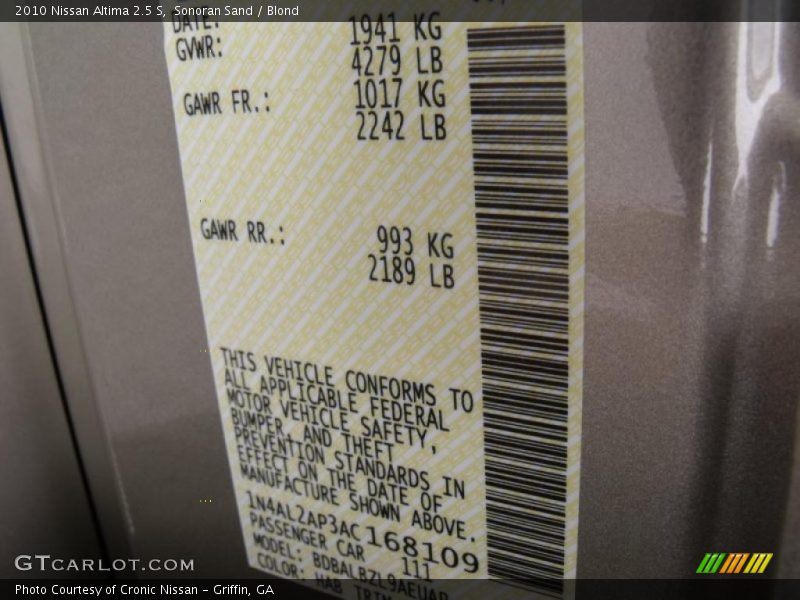 2010 Nissan Altima 2.5 S, Sonoran Sand / Blond
DATE:
GVWR: 1941 KG
4279 LB
GAWR FR.: 1017 KG
2242 LB
GAWR RR.: 993 KG
2189 LB
THIS VEHICLE CONFORMS TO
ALL APPLICABLE FEDERAL
MOTOR VEHICLE SAFETY,
BUMPER, AND THEFT
PREVENTION STANDARDS IN
EFFECT ON THE DATE OF
MANUFACTURE SHOWN ABOVE.
1N4AL2AP3AC168109
PASSENGER CAR 111
MODEL: BDBALBZL9AEUAD
COLOR: HAB TRIM
GTCARLOT.COM
Photo Courtesy of Cronic Nissan - Griffin, GA